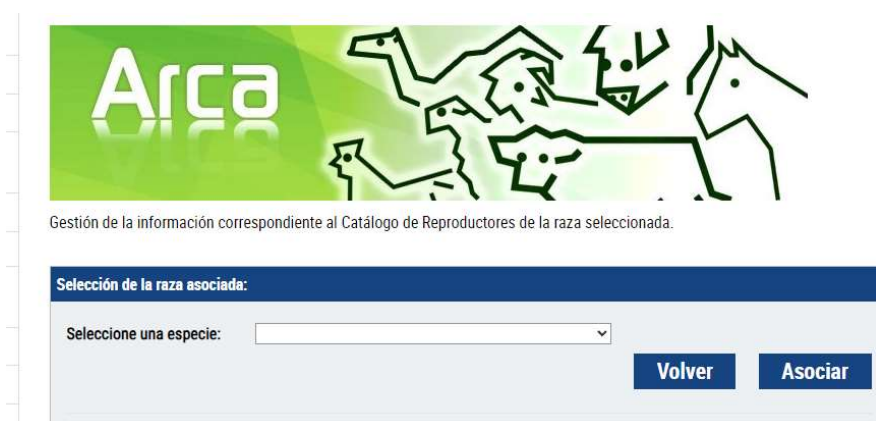 Arca
Gestión de la información correspondiente al Catálogo de Reproductores de la raza seleccionada.
Selección de la raza asociada:
Seleccione una especie:
Volver Asociar